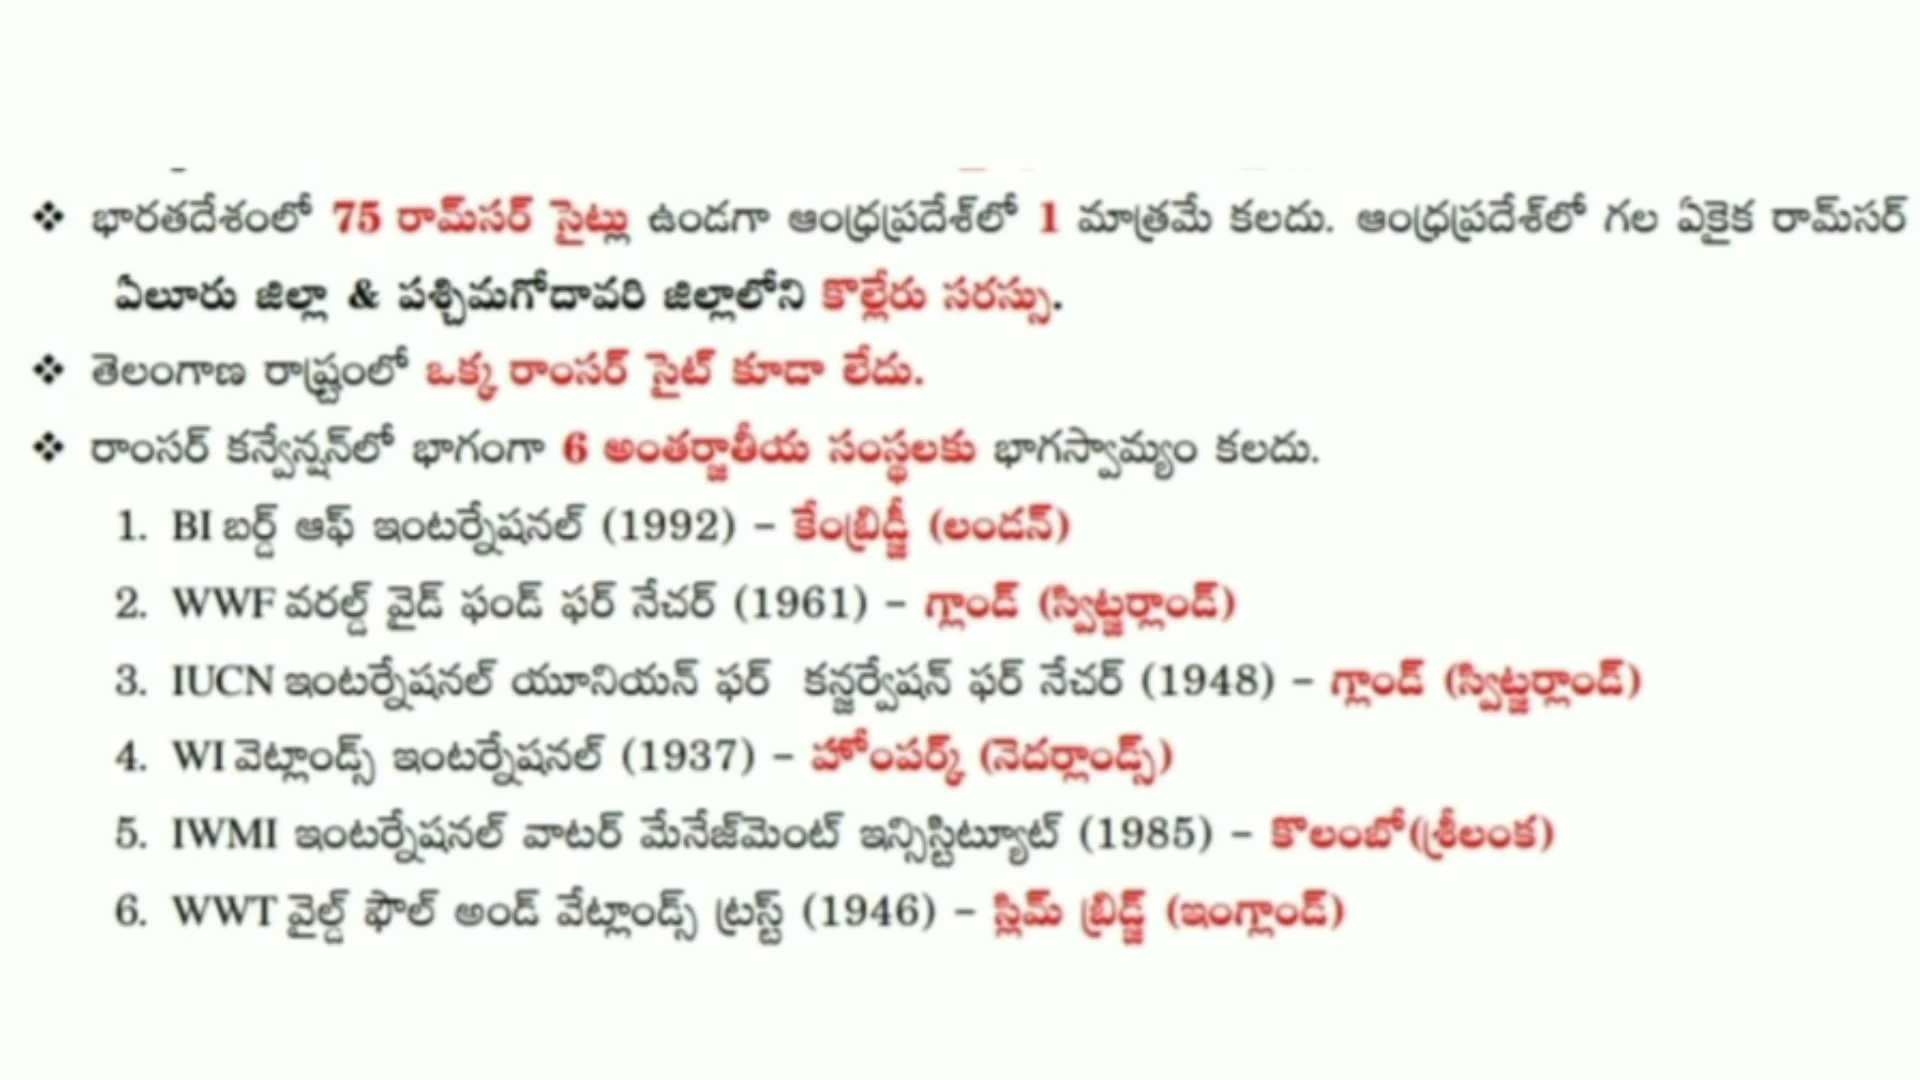 ❖ భారతదేశంలో 75 రామ్‌సర్ సైట్లు ఉండగా ఆంధ్రప్రదేశ్‌లో 1 మాత్రమే కలదు. ఆంధ్రప్రదేశ్‌లో గల ఏకైక రామ్‌సర్
ఏలూరు జిల్లా & పశ్చిమగోదావరి జిల్లాలోని కొల్లేరు సరస్సు.
❖ తెలంగాణ రాష్ట్రంలో ఒక్క రాంసర్ సైట్ కూడా లేదు.
❖ రాంసర్ కన్వేన్షన్‌లో భాగంగా 6 అంతర్జాతీయ సంస్థలకు భాగస్వామ్యం కలదు.
1. BI బర్డ్ ఆఫ్ ఇంటర్నేషనల్ (1992) – కేంబ్రిడ్జీ (లండన్)
2. WWF వరల్డ్ వైడ్ ఫండ్ ఫర్ నేచర్ (1961) – గ్లాండ్ (స్విట్జర్లాండ్)
3. IUCN ఇంటర్నేషనల్ యూనియన్ ఫర్ కన్జర్వేషన్ ఫర్ నేచర్ (1948) – గ్లాండ్ (స్విట్జర్లాండ్)
4. WI వెట్లాండ్స్ ఇంటర్నేషనల్ (1937) – హోంపర్క్ (నెదర్లాండ్స్)
5. IWMI ఇంటర్నేషనల్ వాటర్ మేనేజ్‌మెంట్ ఇన్సిస్టిట్యూట్ (1985) – కొలంబో(శ్రీలంక)
6. WWT వైల్డ్ ఫౌల్ అండ్ వేట్లాండ్స్ ట్రస్ట్ (1946) – స్లిమ్ బ్రిడ్జ్ (ఇంగ్లాండ్)